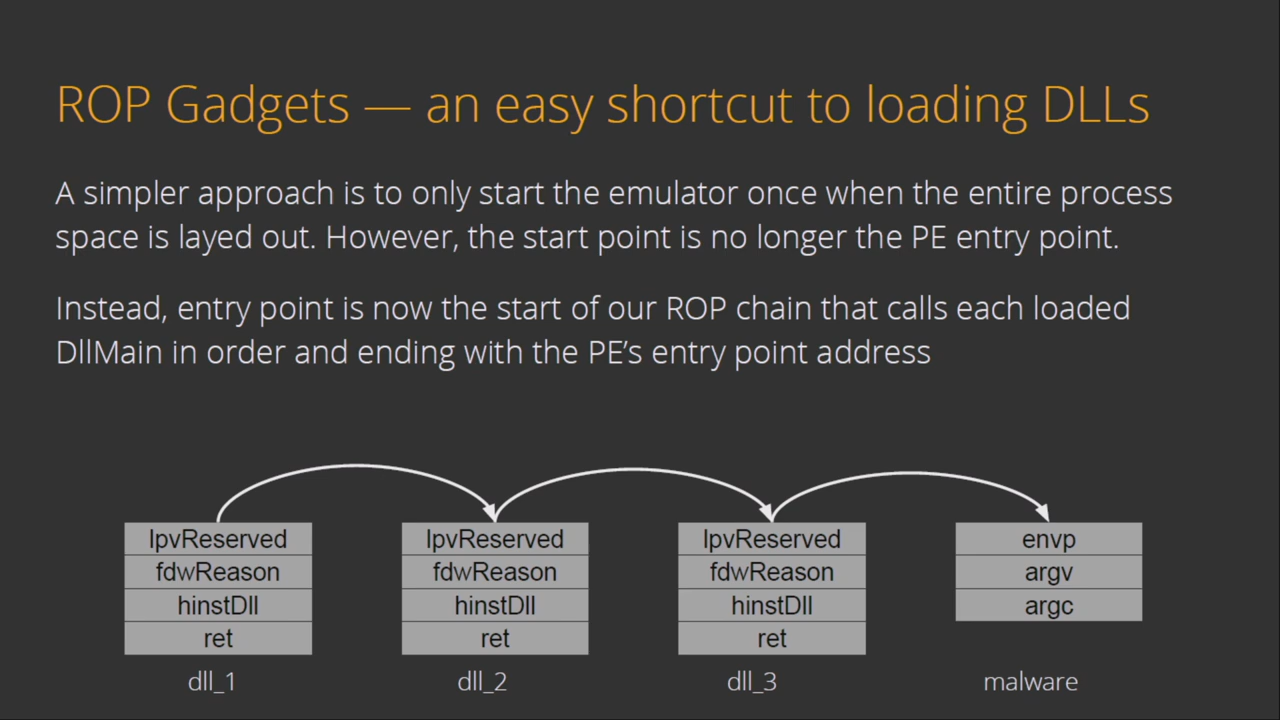 ROP Gadgets — an easy shortcut to loading DLLs
A simpler approach is to only start the emulator once when the entire process
space is layed out. However, the start point is no longer the PE entry point.
Instead, entry point is now the start of our ROP chain that calls each loaded
DllMain in order and ending with the PE’s entry point address
lpvReserved
fdwReason
hinstDll
ret
dll_1
lpvReserved
fdwReason
hinstDll
ret
dll_2
lpvReserved
fdwReason
hinstDll
ret
dll_3
envp
argv
argc
malware